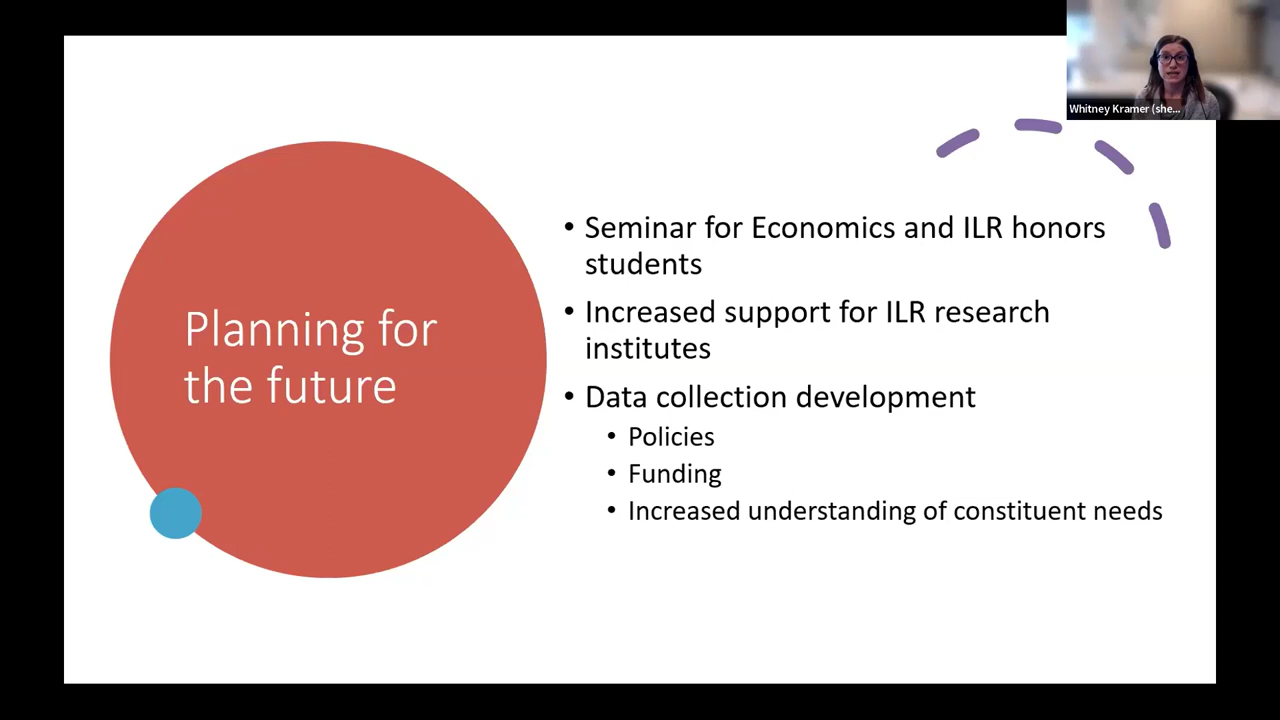 Whitney Kramer (she...
Planning for
the future
• Seminar for Economics and ILR honors
students
• Increased support for ILR research
institutes
• Data collection development
• Policies
• Funding
• Increased understanding of constituent needs